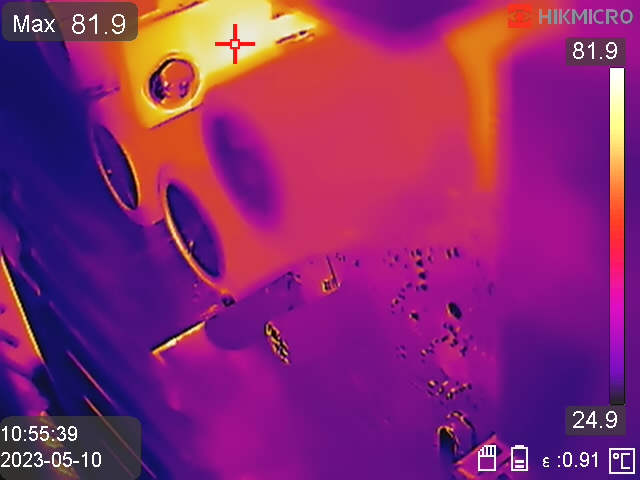 Max 81.9
HIKMICRO
81.9
24.9
10:55:39
2023-05-10
ε :0.91 °C